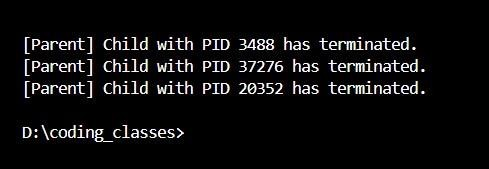 [Parent] Child with PID 3488 has terminated.
[Parent] Child with PID 37276 has terminated.
[Parent] Child with PID 20352 has terminated.
D:\coding_classes>